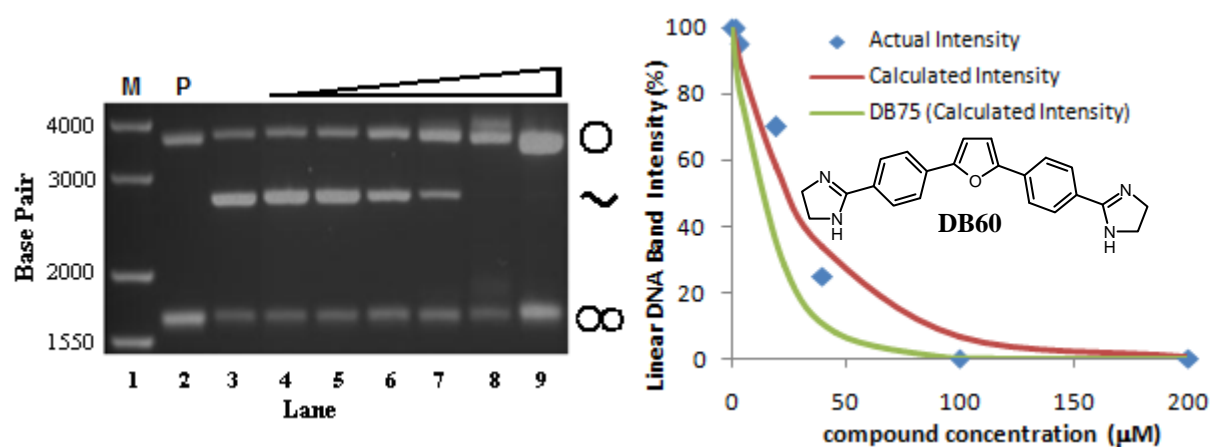 M P
4000
3000
2000
1550
Base Pair
1 2 3 4 5 6 7 8 9
Lane
Linear DNA Band Intensity (%)
100
80
60
40
20
0
Actual Intensity
Calculated Intensity
DB75 (Calculated Intensity)
N O N
N N
H H
DB60
0 50 100 150 200
compound concentration (µM)